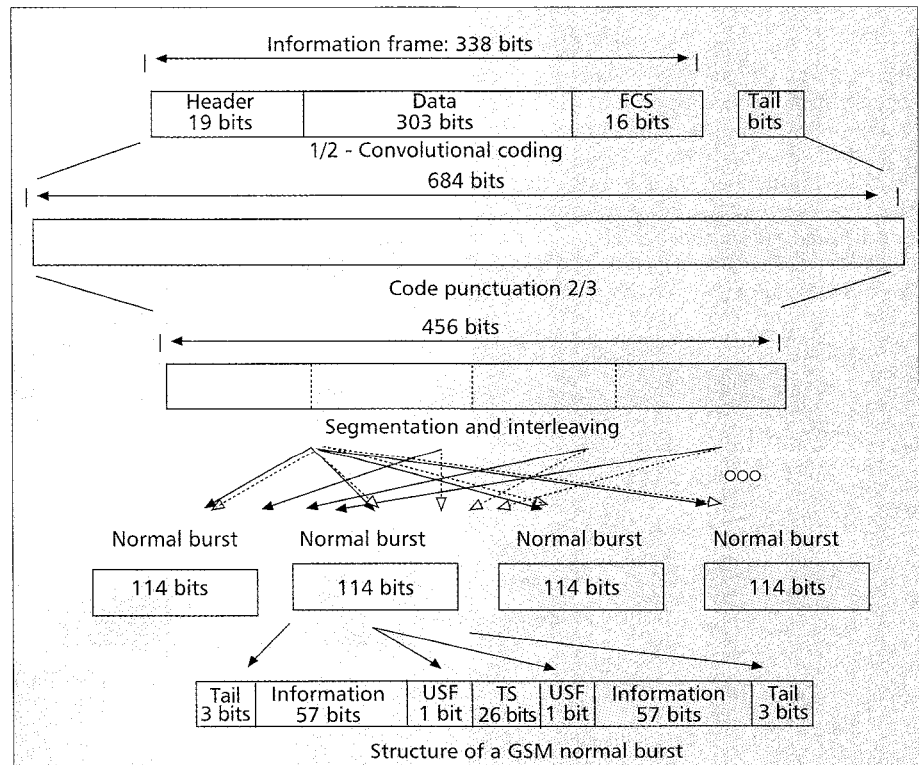 Information frame: 338 bits
Header Data FCS Tail
19 bits 303 bits 16 bits bits
1/2 - Convolutional coding
684 bits
Code punctuation 2/3
456 bits
Segmentation and interleaving
ooo
Normal burst Normal burst Normal burst Normal burst
114 bits 114 bits 114 bits 114 bits
Tail Information USF TS USF Information Tail
3 bits 57 bits 1 bit 26 bits 1 bit 57 bits 3 bits
Structure of a GSM normal burst